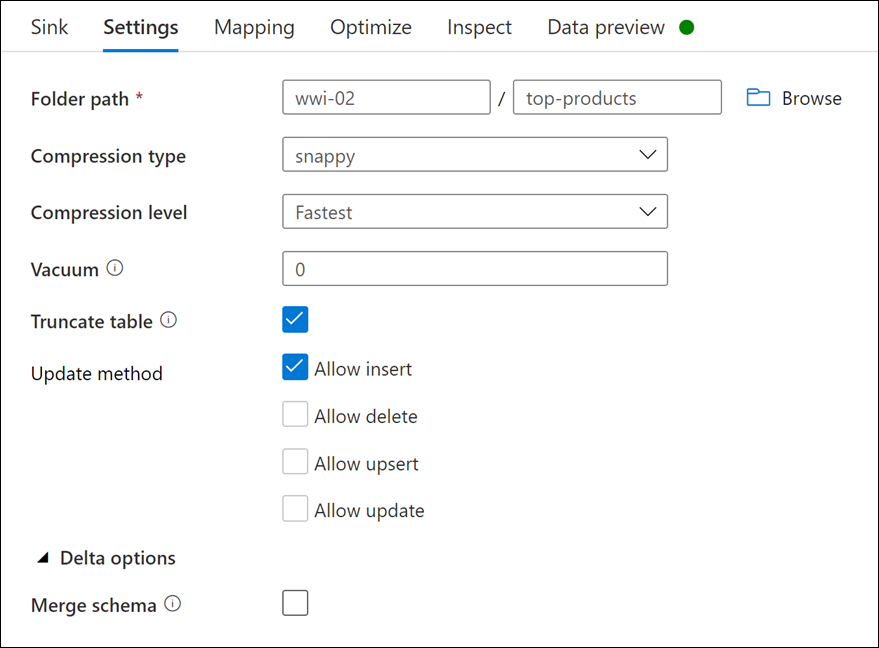 Sink Settings Mapping Optimize Inspect Data preview
Folder path * wwi-02 / top-products Browse
Compression type snappy
Compression level Fastest
Vacuum 0
Truncate table
Update method Allow insert
Allow delete
Allow upsert
Allow update
Delta options
Merge schema